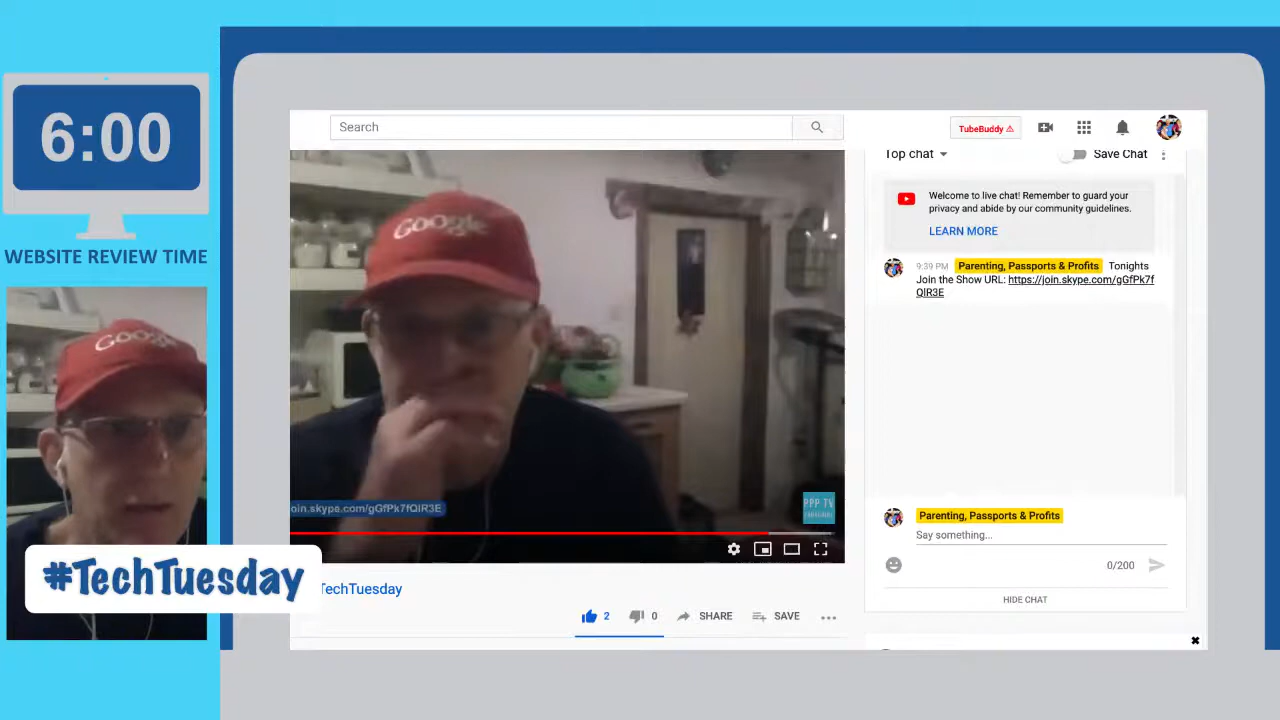 6:00
WEBSITE REVIEW TIME
Google
#TechTuesday
Search
TubeBuddy
Google
join.skype.com/gGfPk7fQIR3E
PPP TV
TechTuesday
2
0
SHARE
SAVE
Top chat
Save Chat
Welcome to live chat! Remember to guard your
privacy and abide by our community guidelines.
LEARN MORE
9:39 PM Parenting, Passports & Profits Tonights
Join the Show URL: https://join.skype.com/gGfPk7f
QIR3E
Parenting, Passports & Profits
Say something...
0/200
HIDE CHAT